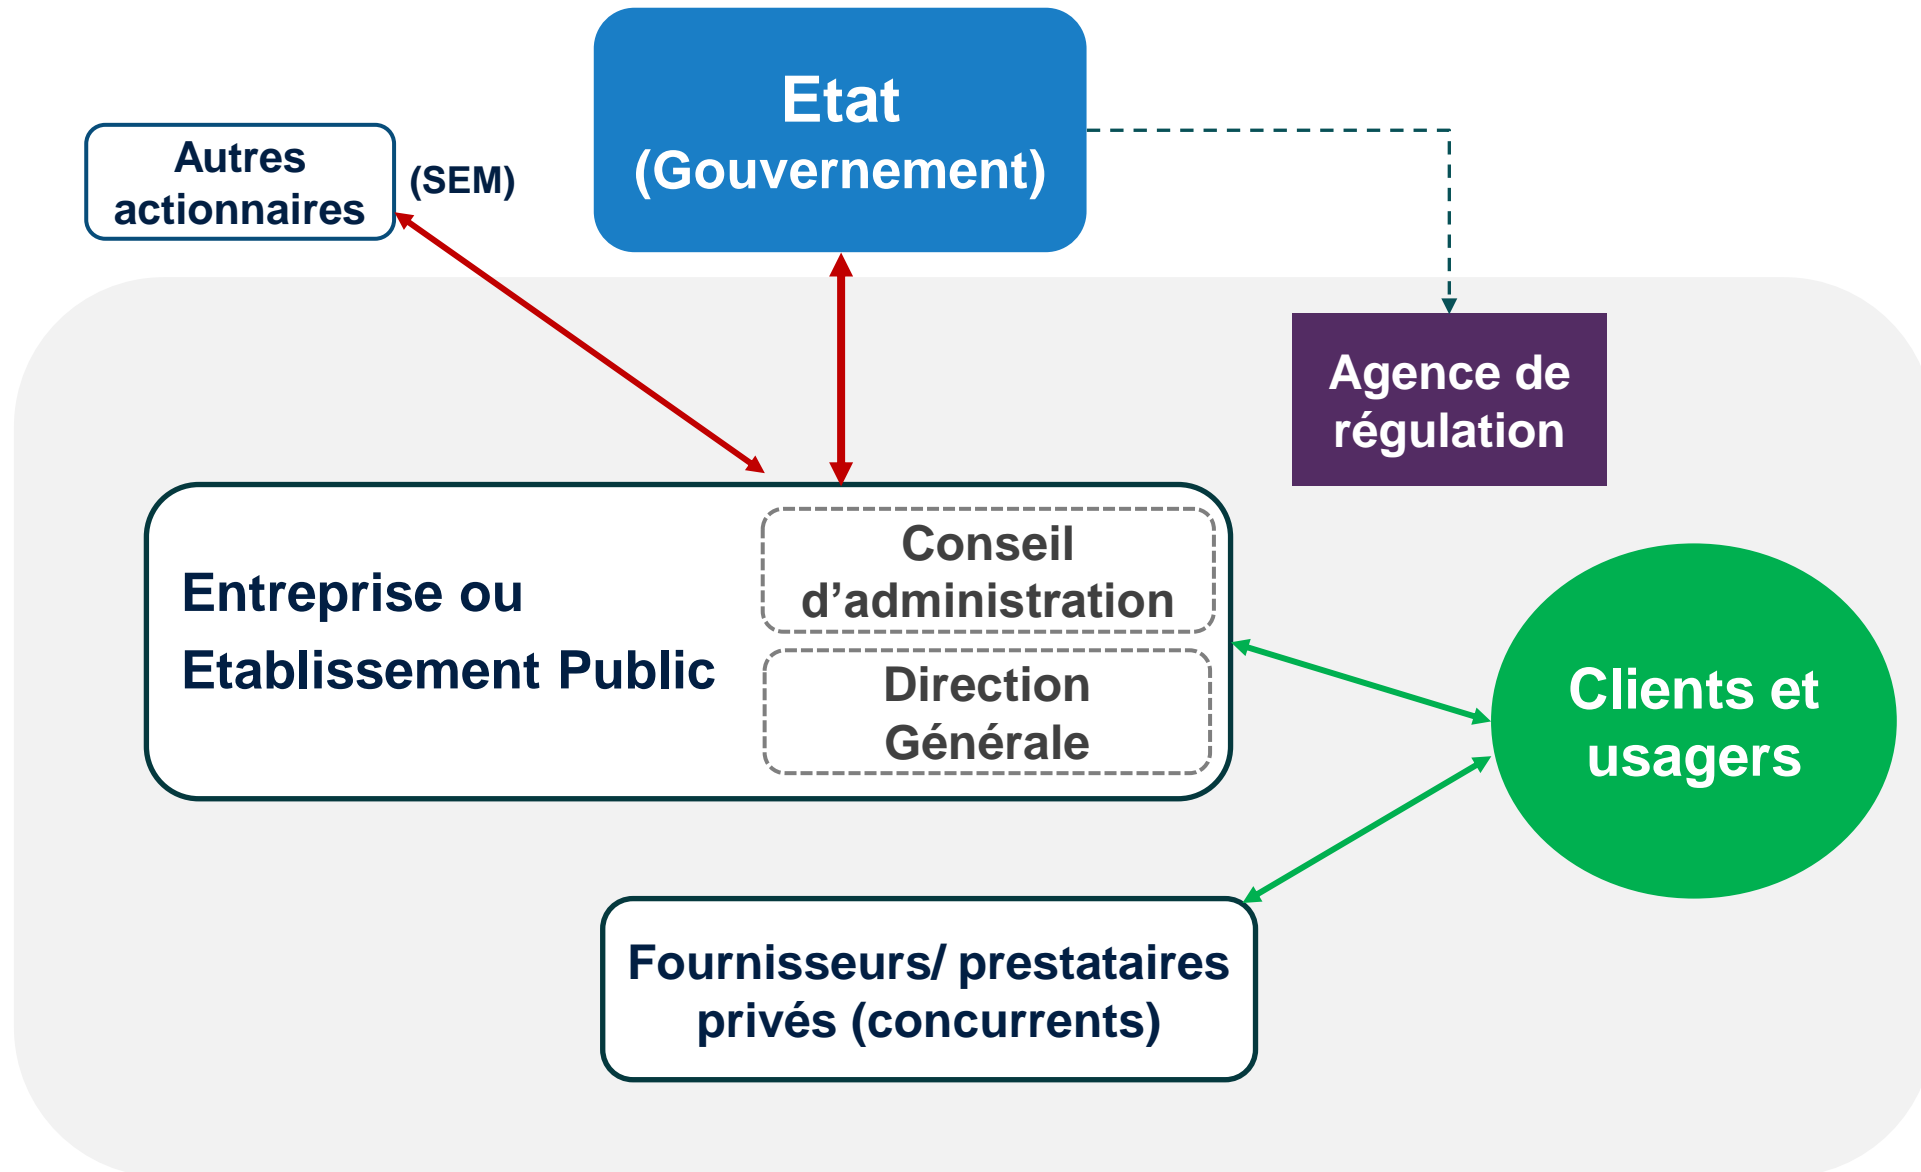 Etat
(Gouvernement)
Autres
actionnaires
(SEM)
Agence de
régulation
Entreprise ou
Etablissement Public
Conseil
d’administration
Direction
Générale
Clients et
usagers
Fournisseurs/ prestataires
privés (concurrents)